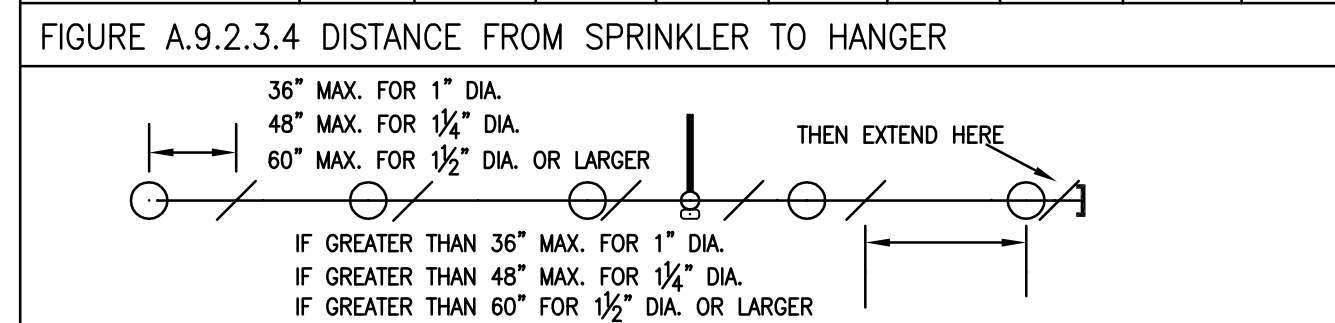 FIGURE A.9.2.3.4 DISTANCE FROM SPRINKLER TO HANGER
36" MAX. FOR 1" DIA.
48" MAX. FOR 1¼" DIA.
60" MAX. FOR 1½" DIA. OR LARGER
THEN EXTEND HERE
IF GREATER THAN 36" MAX. FOR 1" DIA.
IF GREATER THAN 48" MAX. FOR 1¼" DIA.
IF GREATER THAN 60" FOR 1½" DIA. OR LARGER